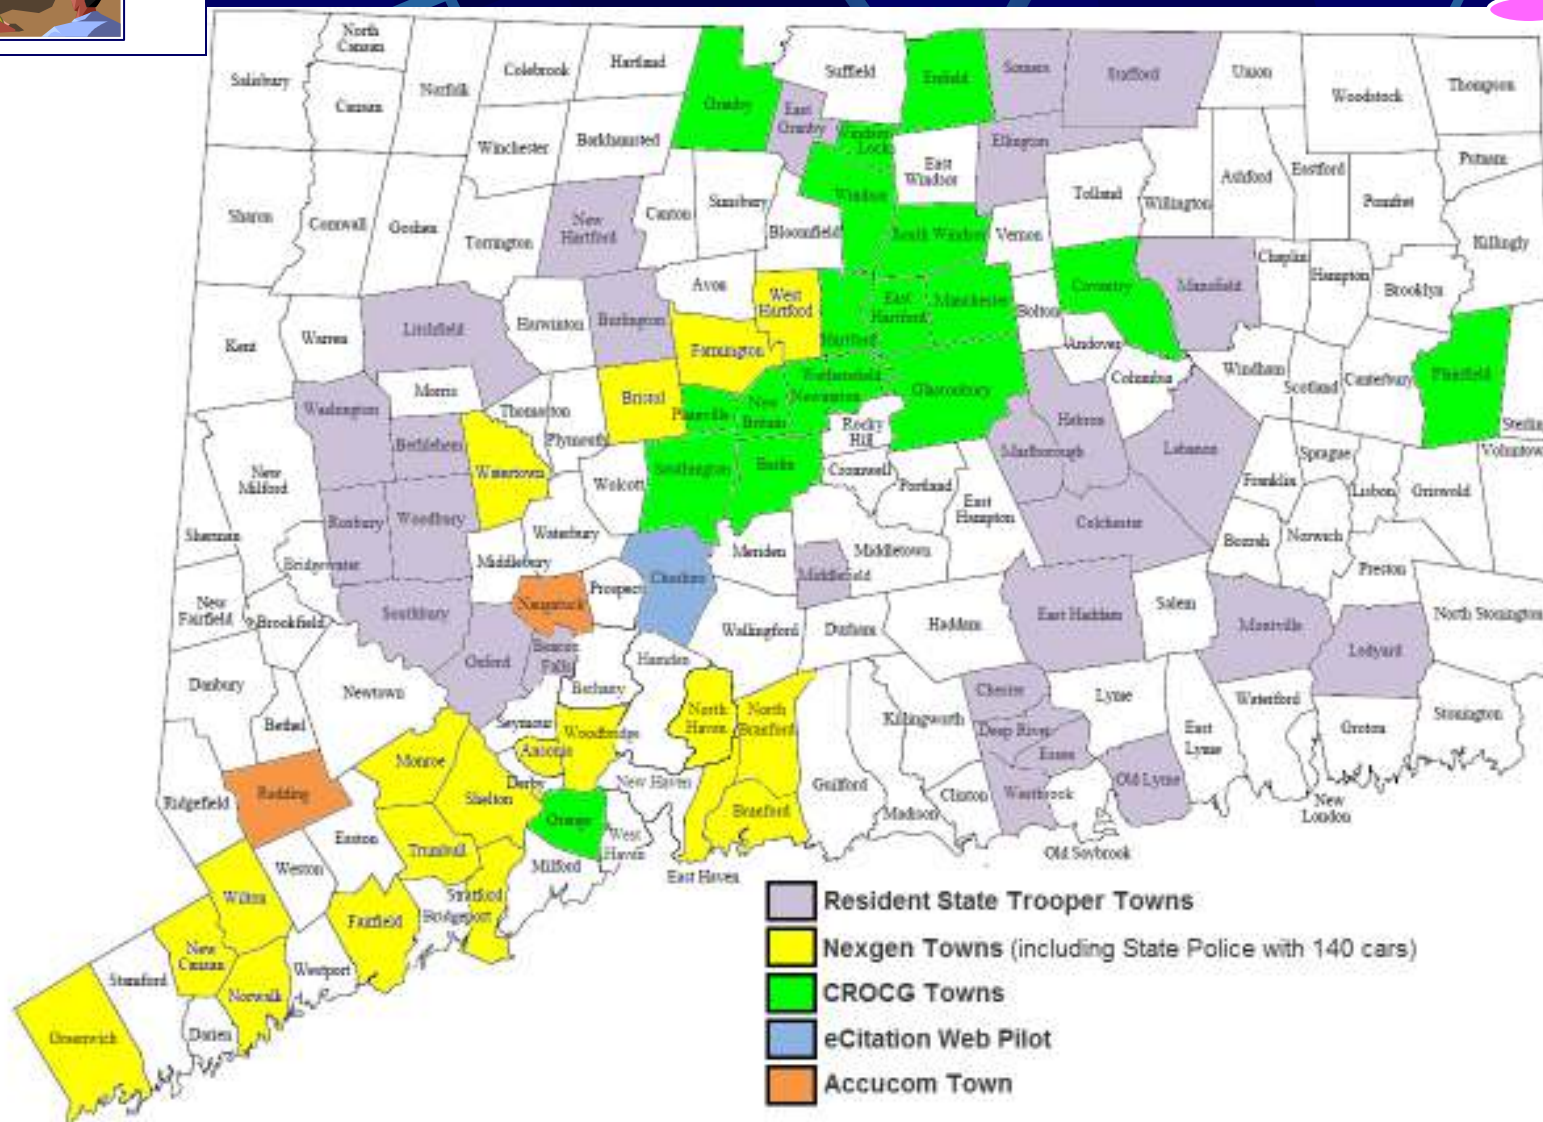 North
Canaan
Salisbury
Canaan
Norfolk
Colebrook
Hartland
Granby
Suffield
Enfield
Somers
Stafford
Union
Woodstock
Thompson
East
Granby
Windsor
Locks
Winchester
Barkhamsted
East
Windsor
Ellington
Tolland
Willington
Ashford
Eastford
Pomfret
Putnam
Sharon
Cornwall
Goshen
Torrington
New
Hartford
Canton
Simsbury
Bloomfield
Windsor
South Windsor
Vernon
Chaplin
Hampton
Brooklyn
Killingly
Kent
Warren
Litchfield
Harwinton
Burlington
Avon
West
Hartford
Hartford
East
Hartford
Manchester
Bolton
Coventry
Mansfield
Andover
Columbia
Windham
Scotland
Canterbury
Plainfield
Washington
Morris
Bethlehem
Thomaston
Plymouth
Bristol
Farmington
Plainville
New
Britain
Wethersfield
Newington
Glastonbury
Rocky
Hill
Hebron
Marlborough
Lebanon
Franklin
Sprague
Lisbon
Griswold
New
Milford
Watertown
Wolcott
Southington
Berlin
Cromwell
Portland
East
Hampton
Colchester
Bozrah
Norwich
Preston
Sherman
Bridgewater
Roxbury
Woodbury
Middlebury
Waterbury
Cheshire
Meriden
Middletown
Middlefield
Prospect
Naugatuck
New
Fairfield
Brookfield
Southbury
Oxford
Beacon
Falls
Wallingford
Durham
Haddam
East Haddam
Salem
Montville
Ledyard
North Stonington
Danbury
Bethel
Newtown
Seymour
Bethany
Hamden
North
Haven
North
Branford
Killingworth
Chester
Deep River
Essex
Lyme
East
Lyme
Waterford
Groton
Stonington
Woodbridge
Ansonia
Derby
New Haven
Ridgefield
Redding
Monroe
Shelton
Orange
West
Haven
Branford
Guilford
Madison
Clinton
Westbrook
Old Lyme
New
London
Old Saybrook
East Haven
Easton
Trumbull
Milford
Weston
Wilton
Fairfield
Stratford
Bridgeport
New
Canaan
Stamford
Norwalk
Westport
Darien
Greenwich
Resident State Trooper Towns
Nexgen Towns (including State Police with 140 cars)
CROCG Towns
eCitation Web Pilot
Accucom Town